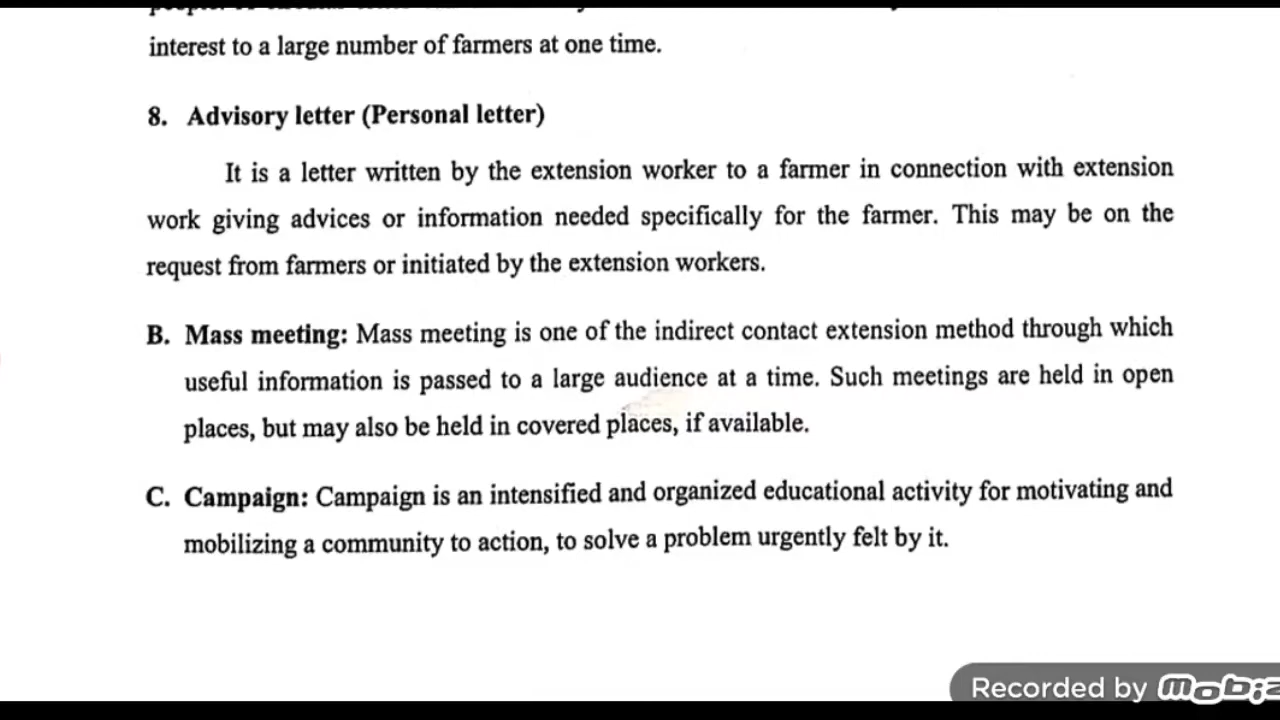 interest to a large number of farmers at one time.
8. Advisory letter (Personal letter)
It is a letter written by the extension worker to a farmer in connection with extension
work giving advices or information needed specifically for the farmer. This may be on the
request from farmers or initiated by the extension workers.
B. Mass meeting: Mass meeting is one of the indirect contact extension method through which
useful information is passed to a large audience at a time. Such meetings are held in open
places, but may also be held in covered places, if available.
C. Campaign: Campaign is an intensified and organized educational activity for motivating and
mobilizing a community to action, to solve a problem urgently felt by it.
Recorded by